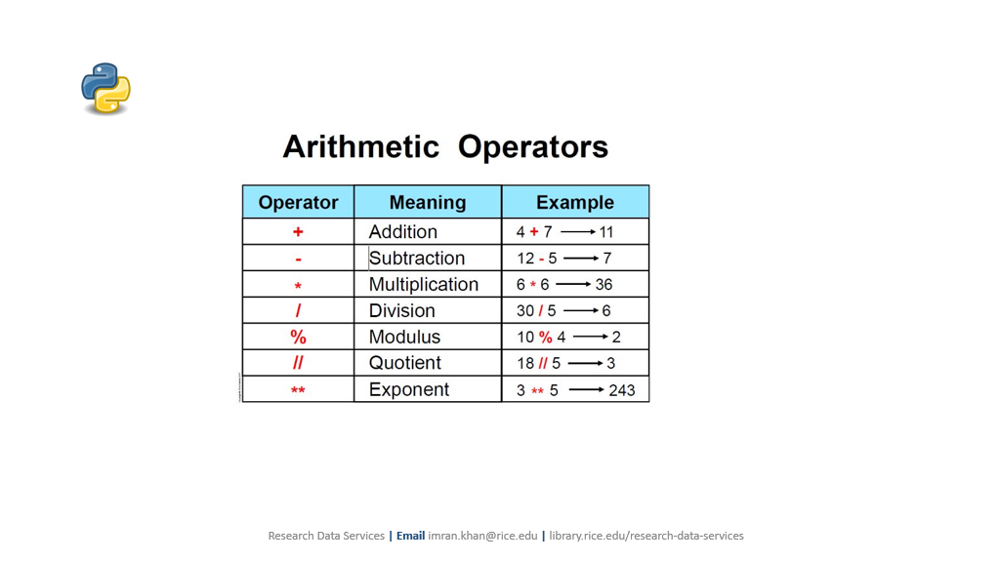 Arithmetic Operators
Operator Meaning Example
+ Addition 4 + 7 → 11
- Subtraction 12 - 5 → 7
* Multiplication 6 * 6 → 36
/ Division 30 / 5 → 6
% Modulus 10 % 4 → 2
// Quotient 18 // 5 → 3
** Exponent 3 ** 5 → 243
Research Data Services | Email imran.khan@rice.edu | library.rice.edu/research-data-services